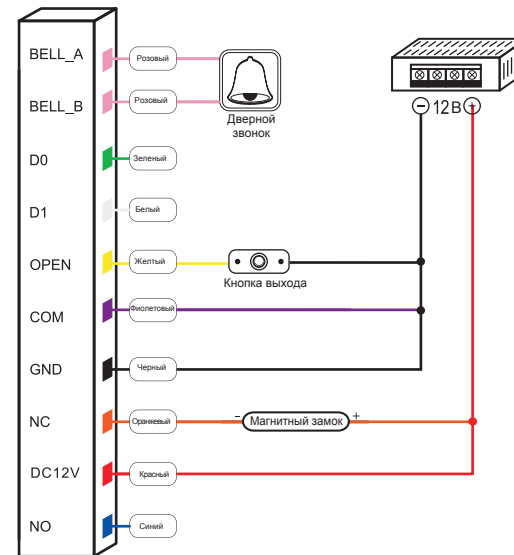 BELL_A
Розовый
BELL_B
Розовый
Дверной
звонок
12В
D0
Зеленый
D1
Белый
OPEN
Желтый
Кнопка выхода
COM
Фиолетовый
GND
Черный
NC
Оранжевый
- Магнитный замок +
DC12V
Красный
NO
Синий